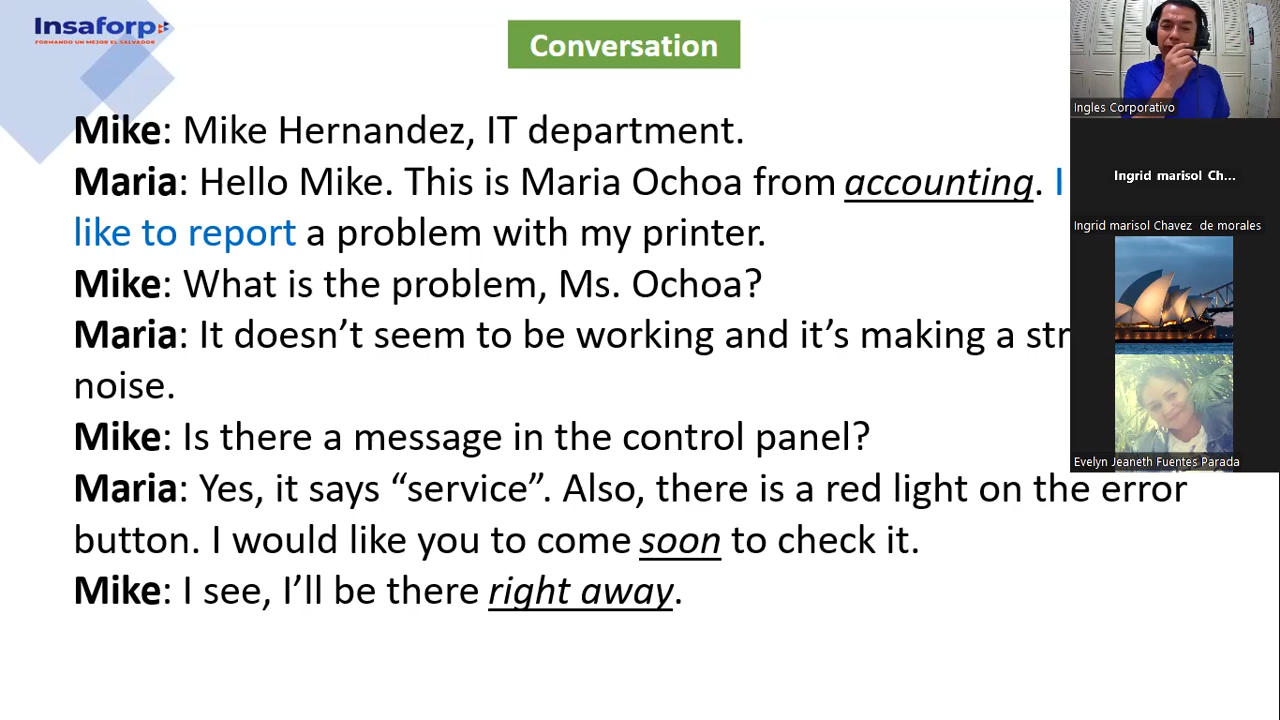 Insaforp
FORMANDO UN MEJOR EL SALVADOR
Conversation
Mike: Mike Hernandez, IT department.
Maria: Hello Mike. This is Maria Ochoa from accounting. I
like to report a problem with my printer.
Mike: What is the problem, Ms. Ochoa?
Maria: It doesn’t seem to be working and it’s making a
noise.
Mike: Is there a message in the control panel?
Maria: Yes, it says “service”. Also, there is a red light on the error
button. I would like you to come soon to check it.
Mike: I see, I’ll be there right away.
Ingles Corporativo
Ingrid marisol Ch...
Ingrid marisol Chavez de morales
Evelyn Jeaneth Fuentes Parada